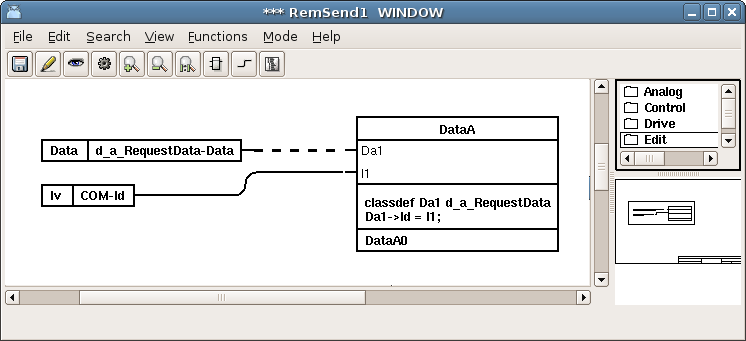 *** RemSend1 WINDOW
File Edit Search View Functions Mode Help
Analog
Control
Drive
Edit
DataA
Data d_a_RequestData-Data
Da1
Iv COM-Id
I1
classdef Da1 d_a_RequestData
Da1->Id = I1;
DataA0